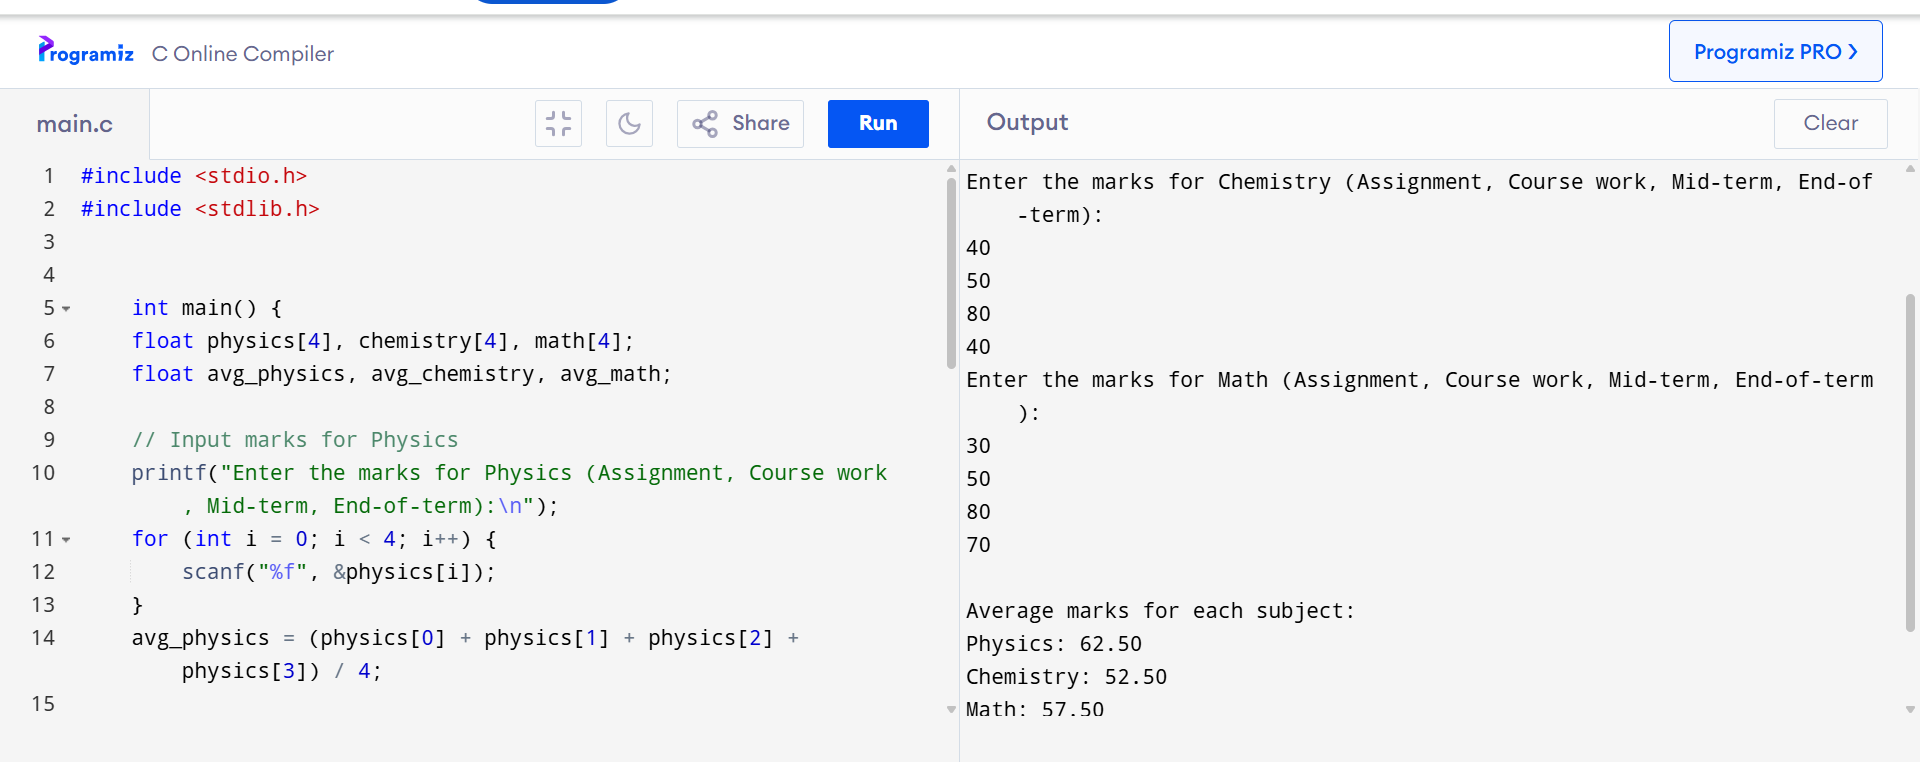 Programiz C Online Compiler
Programiz PRO
main.c
Share
Run
1 #include <stdio.h>
2 #include <stdlib.h>
3
4
5 int main() {
6 float physics[4], chemistry[4], math[4];
7 float avg_physics, avg_chemistry, avg_math;
8
9 // Input marks for Physics
10 printf("Enter the marks for Physics (Assignment, Course work
, Mid-term, End-of-term):\n");
11 for (int i = 0; i < 4; i++) {
12 scanf("%f", &physics[i]);
13 }
14 avg_physics = (physics[0] + physics[1] + physics[2] +
physics[3]) / 4;
15
Output
Clear
Enter the marks for Chemistry (Assignment, Course work, Mid-term, End-of
-term):
40
50
80
40
Enter the marks for Math (Assignment, Course work, Mid-term, End-of-term
):
30
50
80
70
Average marks for each subject:
Physics: 62.50
Chemistry: 52.50
Math: 57.50